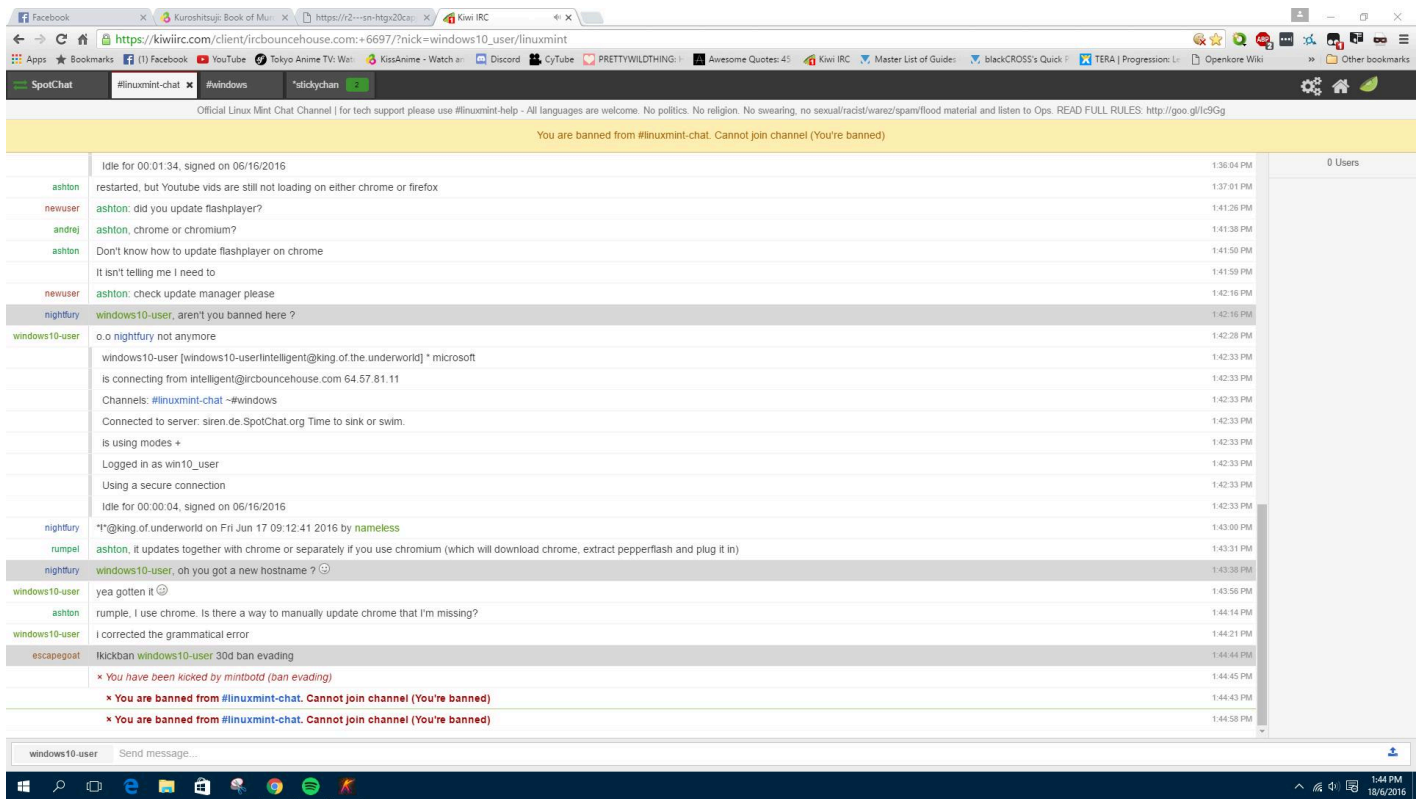 Facebook
Kuroshitsuji: Book of Mur
https://r2---sn-htgx20cap
Kiwi IRC
https://kiwiirc.com/client/ircbouncehouse.com:+6697/?nick=windows10_user/linuxmint
Apps Bookmarks (1) Facebook YouTube Tokyo Anime TV: Wat KissAnime - Watch an Discord CyTube PRETTYWILDTHING: Awesome Quotes: 45 Kiwi IRC Master List of Guides blackCROSS's Quick TERA | Progression: Le Openkore Wiki » Other bookmarks
SpotChat #linuxmint-chat #windows *stickychan 2
Official Linux Mint Chat Channel | for tech support please use #linuxmint-help - All languages are welcome. No politics. No religion. No swearing, no sexual/racist/warez/spam/flood material and listen to Ops. READ FULL RULES: http://goo.gl/Ic9Gg
You are banned from #linuxmint-chat. Cannot join channel (You're banned)
0 Users
Idle for 00:01:34, signed on 06/16/2016 1:36:04 PM
ashton restarted, but Youtube vids are still not loading on either chrome or firefox 1:37:01 PM
newuser ashton: did you update flashplayer? 1:41:26 PM
andrej ashton, chrome or chromium? 1:41:38 PM
ashton Don't know how to update flashplayer on chrome 1:41:50 PM
It isn't telling me I need to 1:41:59 PM
newuser ashton: check update manager please 1:42:16 PM
nightfury windows10-user, aren't you banned here ? 1:42:16 PM
windows10-user o.o nightfury not anymore 1:42:28 PM
windows10-user [windows10-user!intelligent@king.of.the.underworld] * microsoft 1:42:33 PM
is connecting from intelligent@ircbouncehouse.com 64.57.81.11 1:42:33 PM
Channels: #linuxmint-chat ~#windows 1:42:33 PM
Connected to server: siren.de.SpotChat.org Time to sink or swim. 1:42:33 PM
is using modes + 1:42:33 PM
Logged in as win10_user 1:42:33 PM
Using a secure connection 1:42:33 PM
Idle for 00:00:04, signed on 06/16/2016 1:42:33 PM
nightfury *!*@king.of.underworld on Fri Jun 17 09:12:41 2016 by nameless 1:43:00 PM
rumpel ashton, it updates together with chrome or separately if you use chromium (which will download chrome, extract pepperflash and plug it in) 1:43:31 PM
nightfury windows10-user, oh you got a new hostname ? 1:43:38 PM
windows10-user yea gotten it 1:43:56 PM
ashton rumple, I use chrome. Is there a way to manually update chrome that I'm missing? 1:44:14 PM
windows10-user i corrected the grammatical error 1:44:21 PM
escapegoat !kickban windows10-user 30d ban evading 1:44:44 PM
× You have been kicked by mintbotd (ban evading) 1:44:45 PM
× You are banned from #linuxmint-chat. Cannot join channel (You're banned) 1:44:43 PM
× You are banned from #linuxmint-chat. Cannot join channel (You're banned) 1:44:58 PM
windows10-user Send message...
1:44 PM
18/6/2016